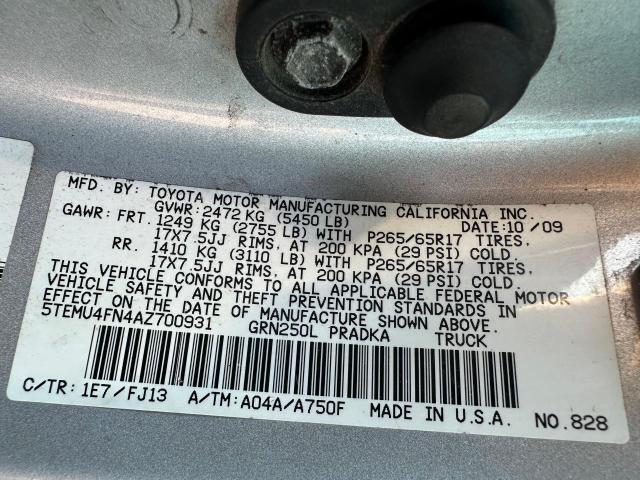 MFD. BY: TOYOTA MOTOR MANUFACTURING CALIFORNIA INC.
GVWR: 2472 KG (5450 LB) DATE: 10/09
GAWR: FRT. 1249 KG (2755 LB) WITH P265/65R17 TIRES,
17X7.5JJ RIMS, AT 200 KPA (29 PSI) COLD.
RR. 1410 KG (3110 LB) WITH P265/65R17 TIRES,
17X7.5JJ RIMS, AT 200 KPA (29 PSI) COLD.
THIS VEHICLE CONFORMS TO ALL APPLICABLE FEDERAL MOTOR
VEHICLE SAFETY AND THEFT PREVENTION STANDARDS IN
EFFECT ON THE DATE OF MANUFACTURE SHOWN ABOVE.
5TEMU4FN4AZ700931 GRN250L PRADKA TRUCK
C/TR: 1E7/FJ13 A/TM: A04A/A750F MADE IN U.S.A. NO.828